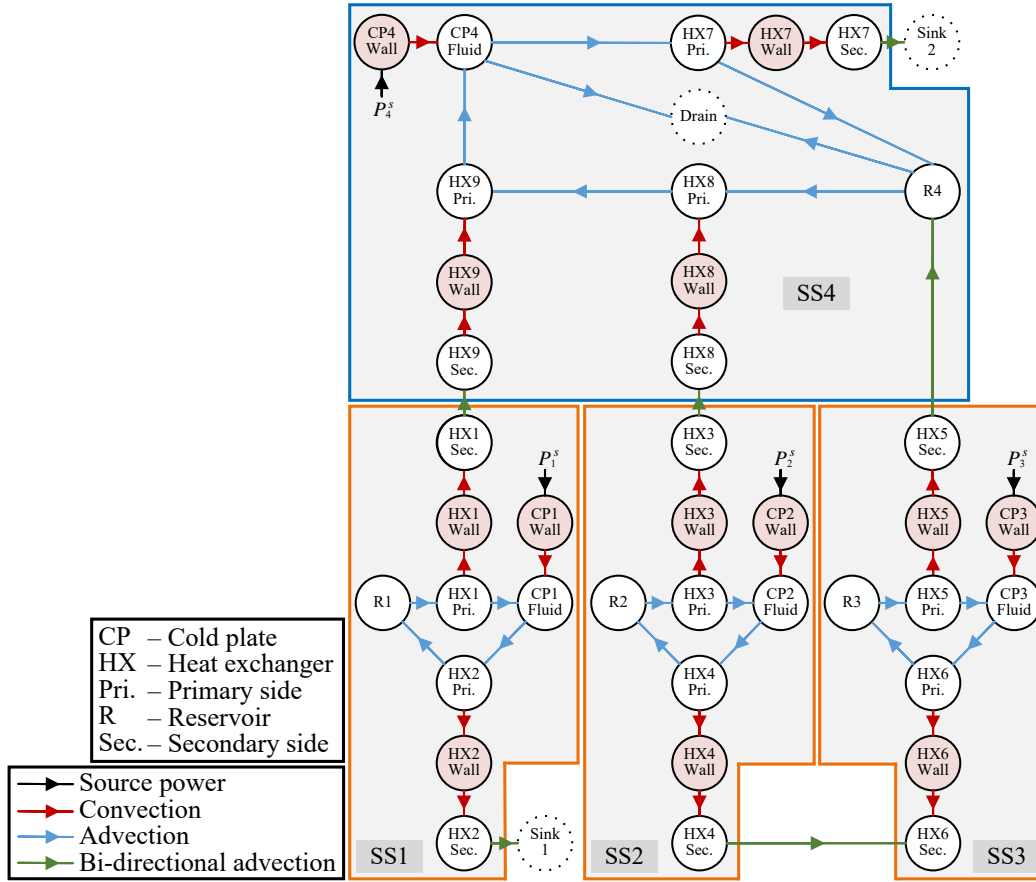 CP4
Wall
CP4
Fluid
HX7
Pri.
HX7
Wall
HX7
Sec.
Sink
2
P₄ˢ
Drain
HX9
Pri.
HX8
Pri.
R4
HX9
Wall
HX8
Wall
SS4
HX9
Sec.
HX8
Sec.
HX1
Sec.
P₁ˢ
HX3
Sec.
P₂ˢ
HX5
Sec.
P₃ˢ
HX1
Wall
CP1
Wall
HX3
Wall
CP2
Wall
HX5
Wall
CP3
Wall
R1
HX1
Pri.
CP1
Fluid
R2
HX3
Pri.
CP2
Fluid
R3
HX5
Pri.
CP3
Fluid
HX2
Pri.
HX4
Pri.
HX6
Pri.
HX2
Wall
HX4
Wall
HX6
Wall
SS1
HX2
Sec.
Sink
1
SS2
HX4
Sec.
HX6
Sec.
SS3
CP – Cold plate
HX – Heat exchanger
Pri. – Primary side
R – Reservoir
Sec. – Secondary side
Source power
Convection
Advection
Bi-directional advection